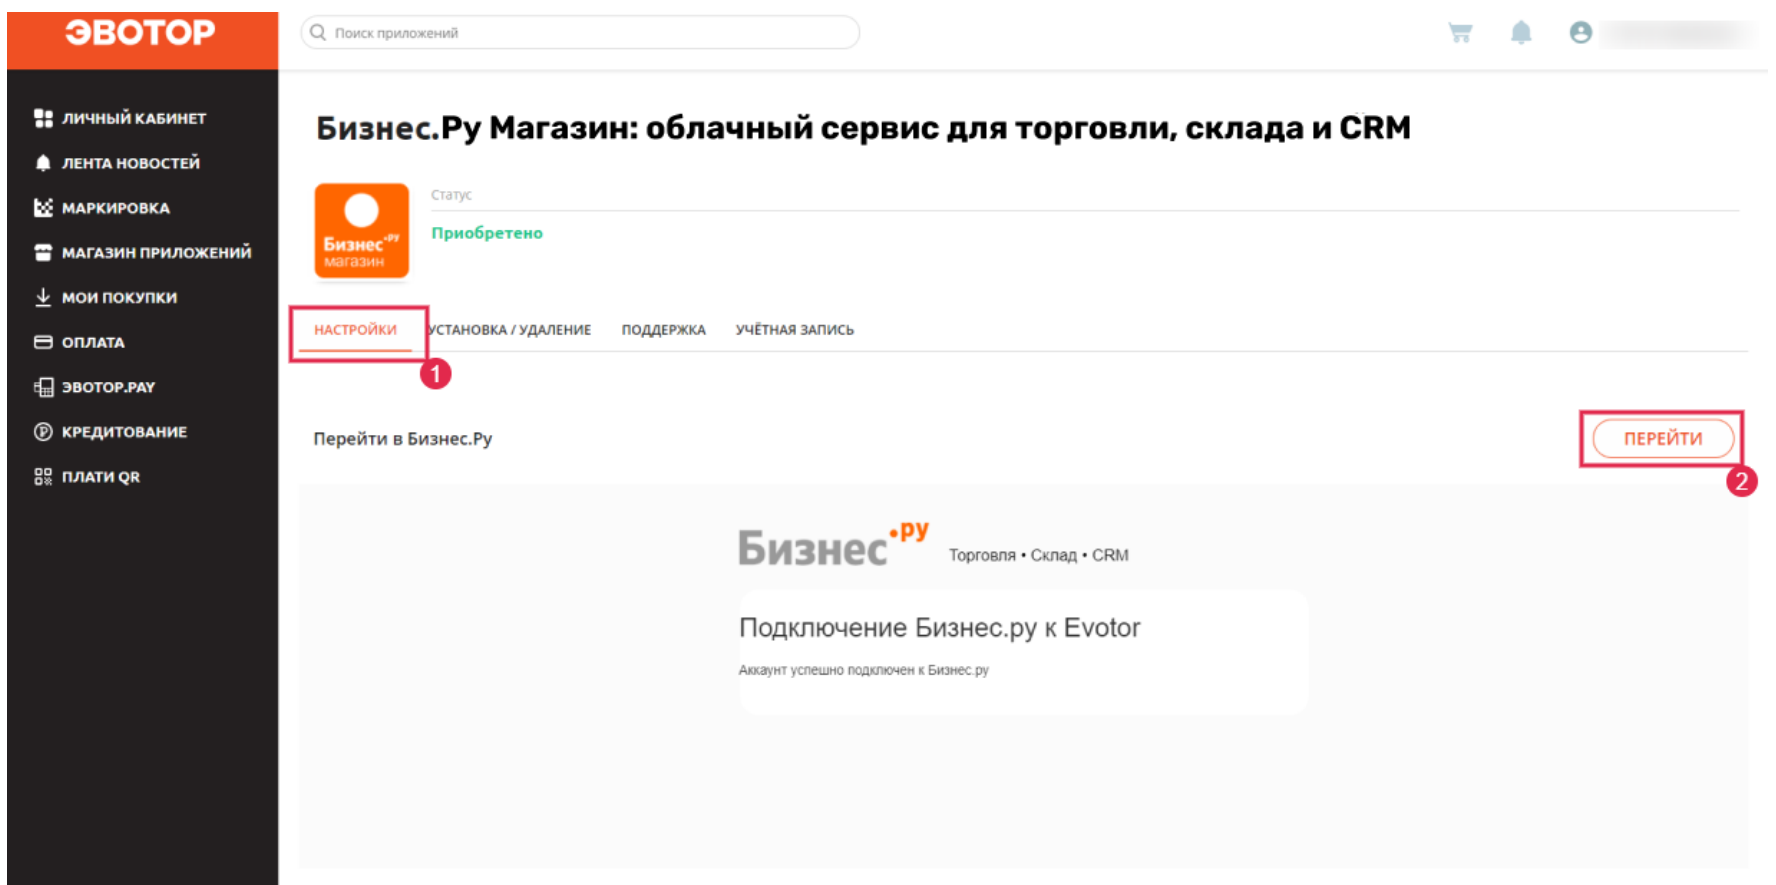 ЭВОТОР
Поиск приложений
ЛИЧНЫЙ КАБИНЕТ
ЛЕНТА НОВОСТЕЙ
МАРКИРОВКА
МАГАЗИН ПРИЛОЖЕНИЙ
МОИ ПОКУПКИ
ОПЛАТА
ЭВОТОР.PAY
КРЕДИТОВАНИЕ
ПЛАТИ QR
Бизнес.Ру Магазин: облачный сервис для торговли, склада и CRM
Бизнес.ру
магазин
Статус
Приобретено
НАСТРОЙКИ УСТАНОВКА / УДАЛЕНИЕ ПОДДЕРЖКА УЧЁТНАЯ ЗАПИСЬ
1
Перейти в Бизнес.Ру ПЕРЕЙТИ
2
Бизнес.ру Торговля • Склад • CRM
Подключение Бизнес.ру к Evotor
Аккаунт успешно подключен к Бизнес.ру